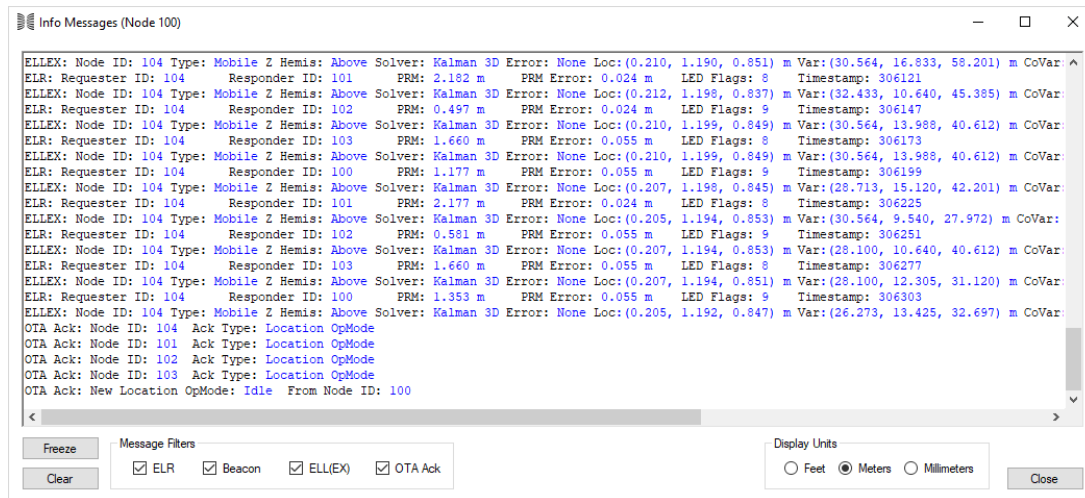 Info Messages (Node 100)
ELLEX: Node ID: 104 Type: Mobile Z Hemis: Above Solver: Kalman 3D Error: None Loc:(0.210, 1.190, 0.851) m Var:(30.564, 16.833, 58.201) m CoVar:
ELR: Requester ID: 104 Responder ID: 101 PRM: 2.182 m PRM Error: 0.024 m LED Flags: 8 Timestamp: 306121
ELLEX: Node ID: 104 Type: Mobile Z Hemis: Above Solver: Kalman 3D Error: None Loc:(0.212, 1.198, 0.837) m Var:(32.433, 10.640, 45.385) m CoVar:
ELR: Requester ID: 104 Responder ID: 102 PRM: 0.497 m PRM Error: 0.024 m LED Flags: 9 Timestamp: 306147
ELLEX: Node ID: 104 Type: Mobile Z Hemis: Above Solver: Kalman 3D Error: None Loc:(0.210, 1.199, 0.849) m Var:(30.564, 13.988, 40.612) m CoVar:
ELR: Requester ID: 104 Responder ID: 103 PRM: 1.660 m PRM Error: 0.055 m LED Flags: 8 Timestamp: 306173
ELLEX: Node ID: 104 Type: Mobile Z Hemis: Above Solver: Kalman 3D Error: None Loc:(0.210, 1.199, 0.849) m Var:(30.564, 13.988, 40.612) m CoVar:
ELR: Requester ID: 104 Responder ID: 100 PRM: 1.177 m PRM Error: 0.055 m LED Flags: 9 Timestamp: 306199
ELLEX: Node ID: 104 Type: Mobile Z Hemis: Above Solver: Kalman 3D Error: None Loc:(0.207, 1.198, 0.845) m Var:(28.713, 15.120, 42.201) m CoVar:
ELR: Requester ID: 104 Responder ID: 101 PRM: 2.177 m PRM Error: 0.024 m LED Flags: 8 Timestamp: 306225
ELLEX: Node ID: 104 Type: Mobile Z Hemis: Above Solver: Kalman 3D Error: None Loc:(0.205, 1.194, 0.853) m Var:(30.564, 9.540, 27.972) m CoVar:
ELR: Requester ID: 104 Responder ID: 102 PRM: 0.581 m PRM Error: 0.055 m LED Flags: 9 Timestamp: 306251
ELLEX: Node ID: 104 Type: Mobile Z Hemis: Above Solver: Kalman 3D Error: None Loc:(0.207, 1.194, 0.853) m Var:(28.100, 10.640, 40.612) m CoVar:
ELR: Requester ID: 104 Responder ID: 103 PRM: 1.660 m PRM Error: 0.055 m LED Flags: 8 Timestamp: 306277
ELLEX: Node ID: 104 Type: Mobile Z Hemis: Above Solver: Kalman 3D Error: None Loc:(0.207, 1.194, 0.851) m Var:(28.100, 12.305, 31.120) m CoVar:
ELR: Requester ID: 104 Responder ID: 100 PRM: 1.353 m PRM Error: 0.055 m LED Flags: 9 Timestamp: 306303
ELLEX: Node ID: 104 Type: Mobile Z Hemis: Above Solver: Kalman 3D Error: None Loc:(0.205, 1.192, 0.847) m Var:(26.273, 13.425, 32.697) m CoVar:
OTA Ack: Node ID: 104 Ack Type: Location OpMode
OTA Ack: Node ID: 101 Ack Type: Location OpMode
OTA Ack: Node ID: 102 Ack Type: Location OpMode
OTA Ack: Node ID: 103 Ack Type: Location OpMode
OTA Ack: New Location OpMode: Idle From Node ID: 100
Freeze
Clear
Message Filters
ELR Beacon ELL(EX) OTA Ack
Display Units
Feet Meters Millimeters
Close